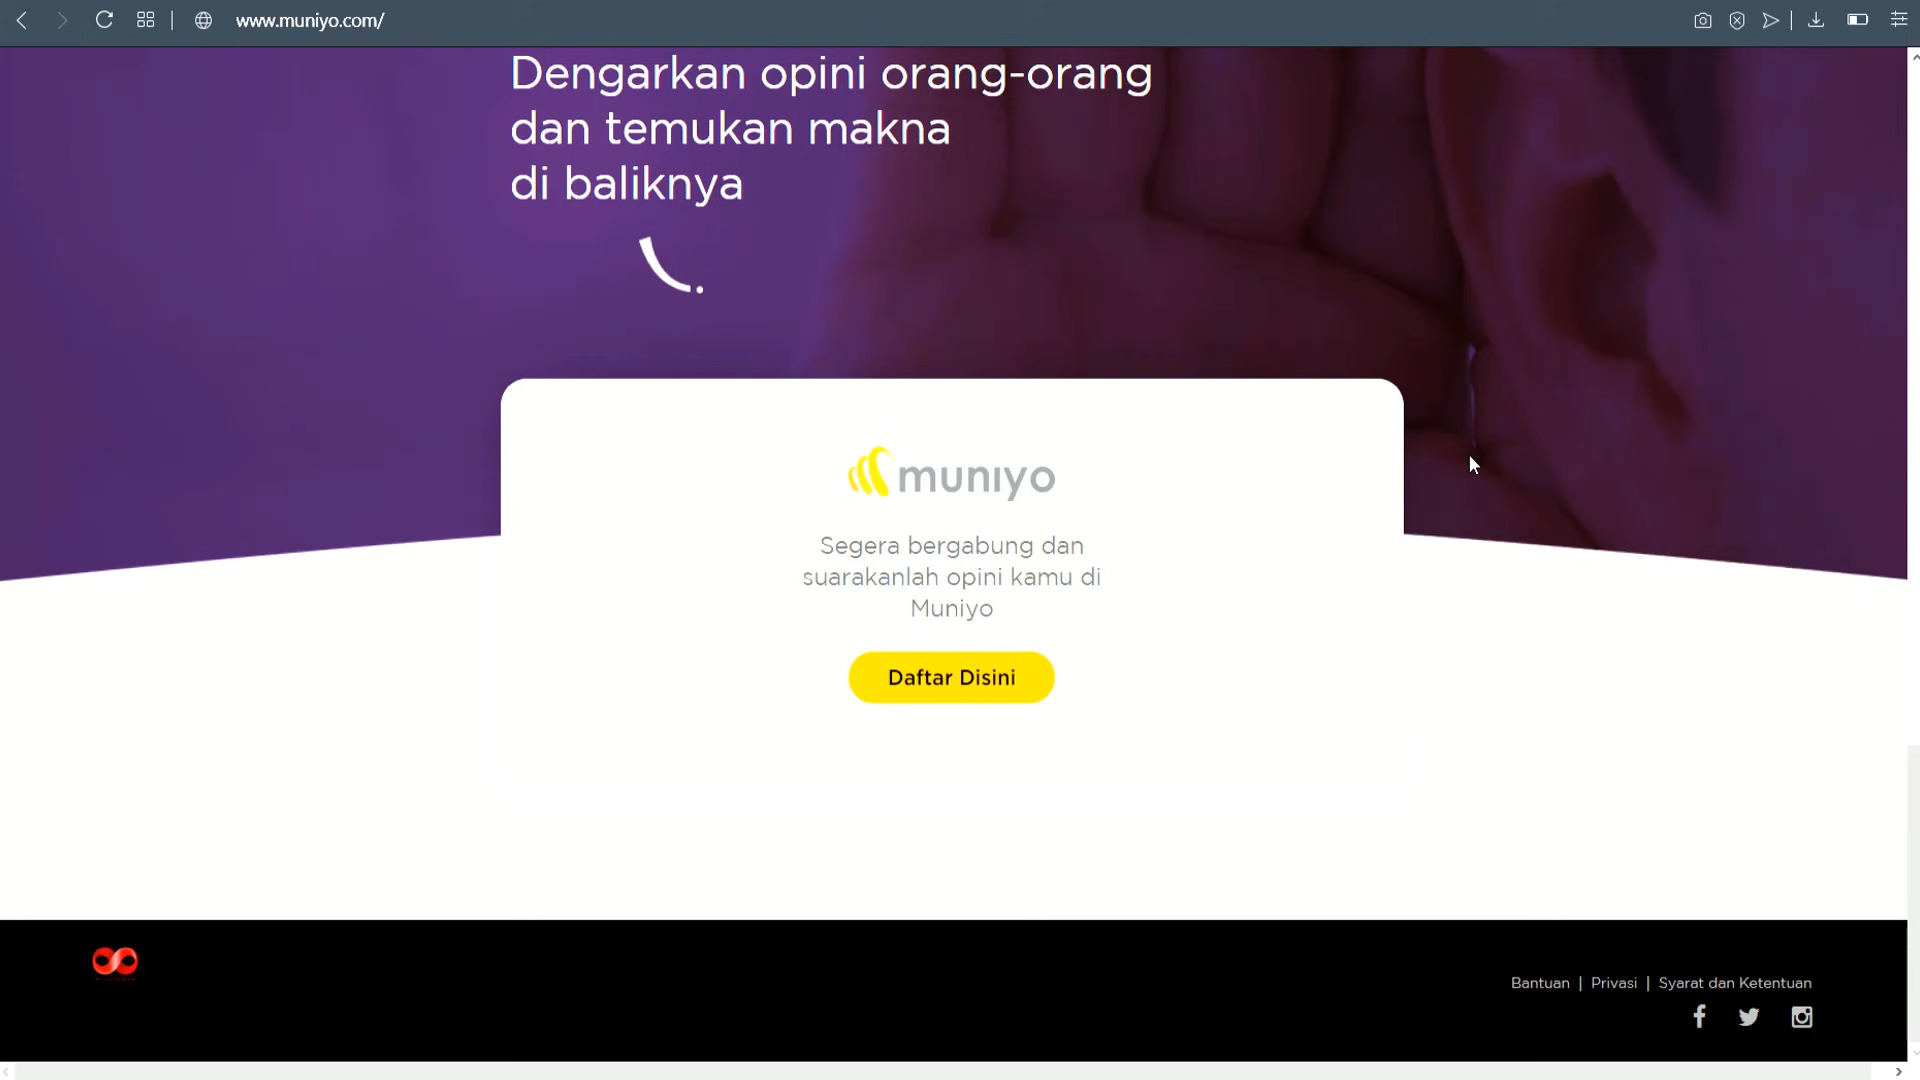 www.muniyo.com/
Dengarkan opini orang-orang
dan temukan makna
di baliknya
muniyo
Segera bergabung dan
suarakanlah opini kamu di
Muniyo
Daftar Disini
Bantuan | Privasi | Syarat dan Ketentuan